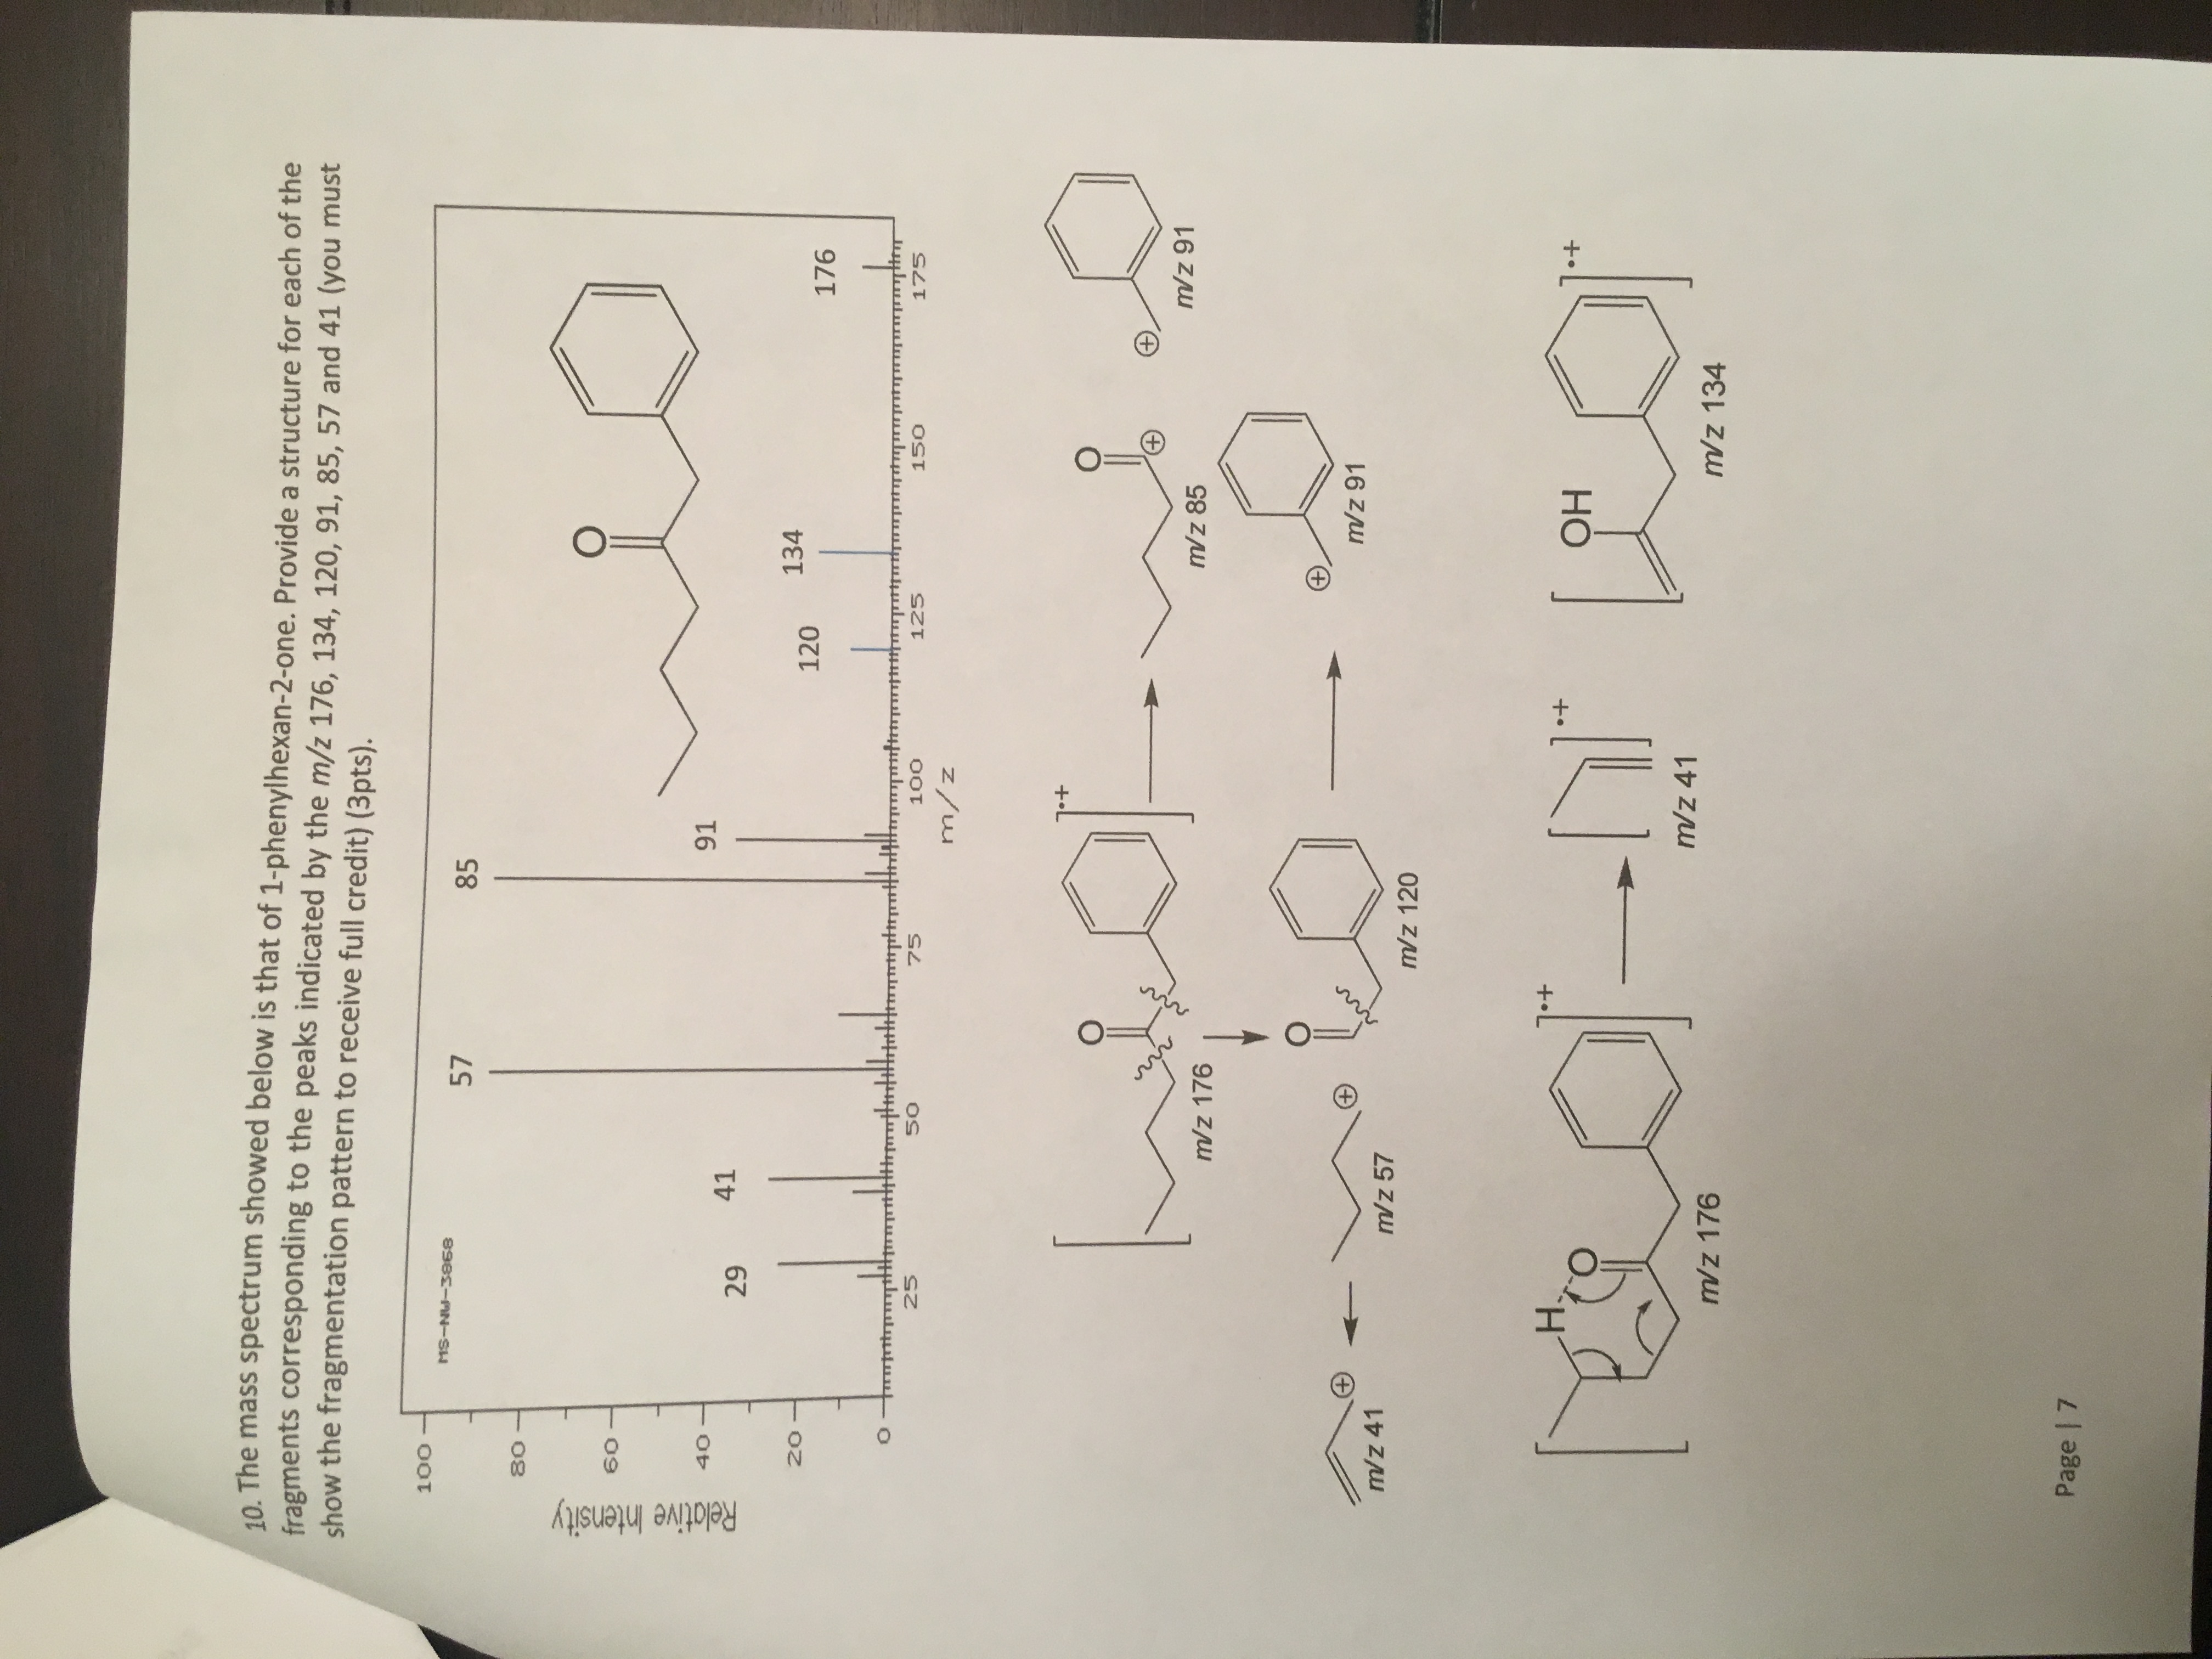 10. The mass spectrum showed below is that of 1-phenylhexan-2-one. Provide a structure for each of the
fragments corresponding to the peaks indicated by the m/z 176, 134, 120, 91, 85, 57 and 41 (you must
show the fragmentation pattern to receive full credit) (3pts).
100
MS-NW-3868
57
85
80
60
O
40
91
29
41
20
120
134
176
0
25
50
75
100
125
150
175
m/z
Relative Intensity
O
•+
O
⊕
⊕
m/z 176
m/z 85
m/z 91
O
⊕
⊕
⊕
m/z 41
m/z 57
m/z 120
m/z 91
H
O
•+
•+
OH
•+
m/z 176
m/z 41
m/z 134
Page | 7